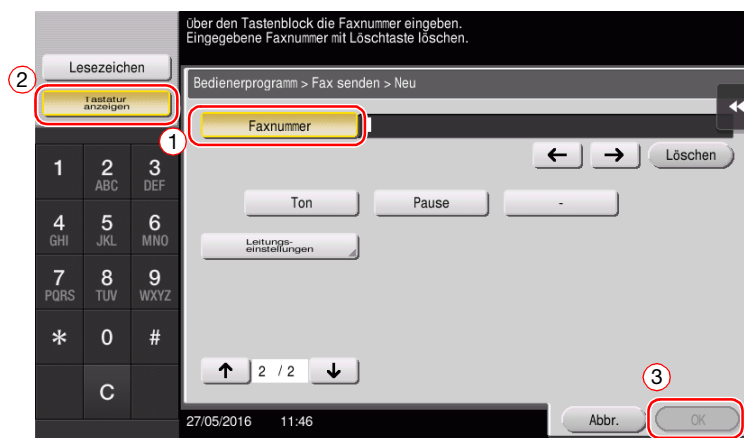 über den Tastenblock die Faxnummer eingeben.
Eingegebene Faxnummer mit Löschtaste löschen.
2
Lesezeichen
Tastatur
anzeigen
Bedienerprogramm > Fax senden > Neu
1
Faxnummer
Löschen
1 2 3
ABC DEF
4 5 6
GHI JKL MNO
7 8 9
PQRS TUV WXYZ
* 0 #
C
Ton Pause -
Leitungs-
einstellungen
2 / 2
3
27/05/2016 11:46
Abbr. OK